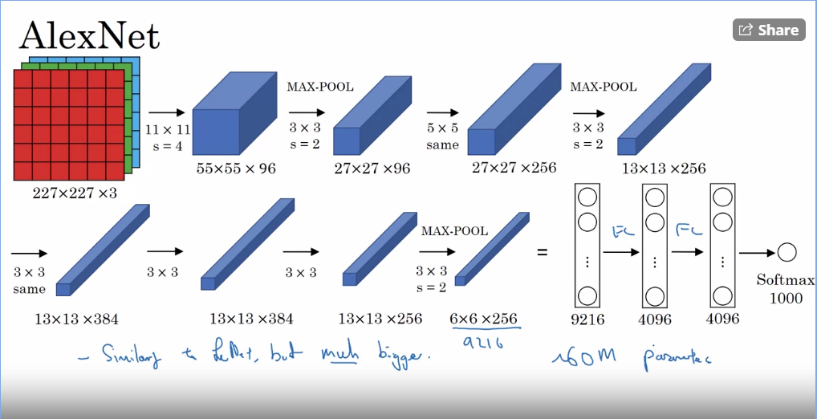 AlexNet
Share
MAX-POOL
MAX-POOL
11 × 11
s = 4
3 × 3
s = 2
5 × 5
same
3 × 3
s = 2
227×227 ×3
55×55 × 96
27×27 ×96
27×27 ×256
13×13 ×256
MAX-POOL
FC
FC
3 × 3
same
3 × 3
3 × 3
3 × 3
s = 2
=
⋮
⋮
⋮
Softmax
1000
13×13 ×384
13×13 ×384
13×13 ×256
6×6 ×256
9216
4096
4096
9216
- Similar to LeNet, but much bigger.
~60M parameters